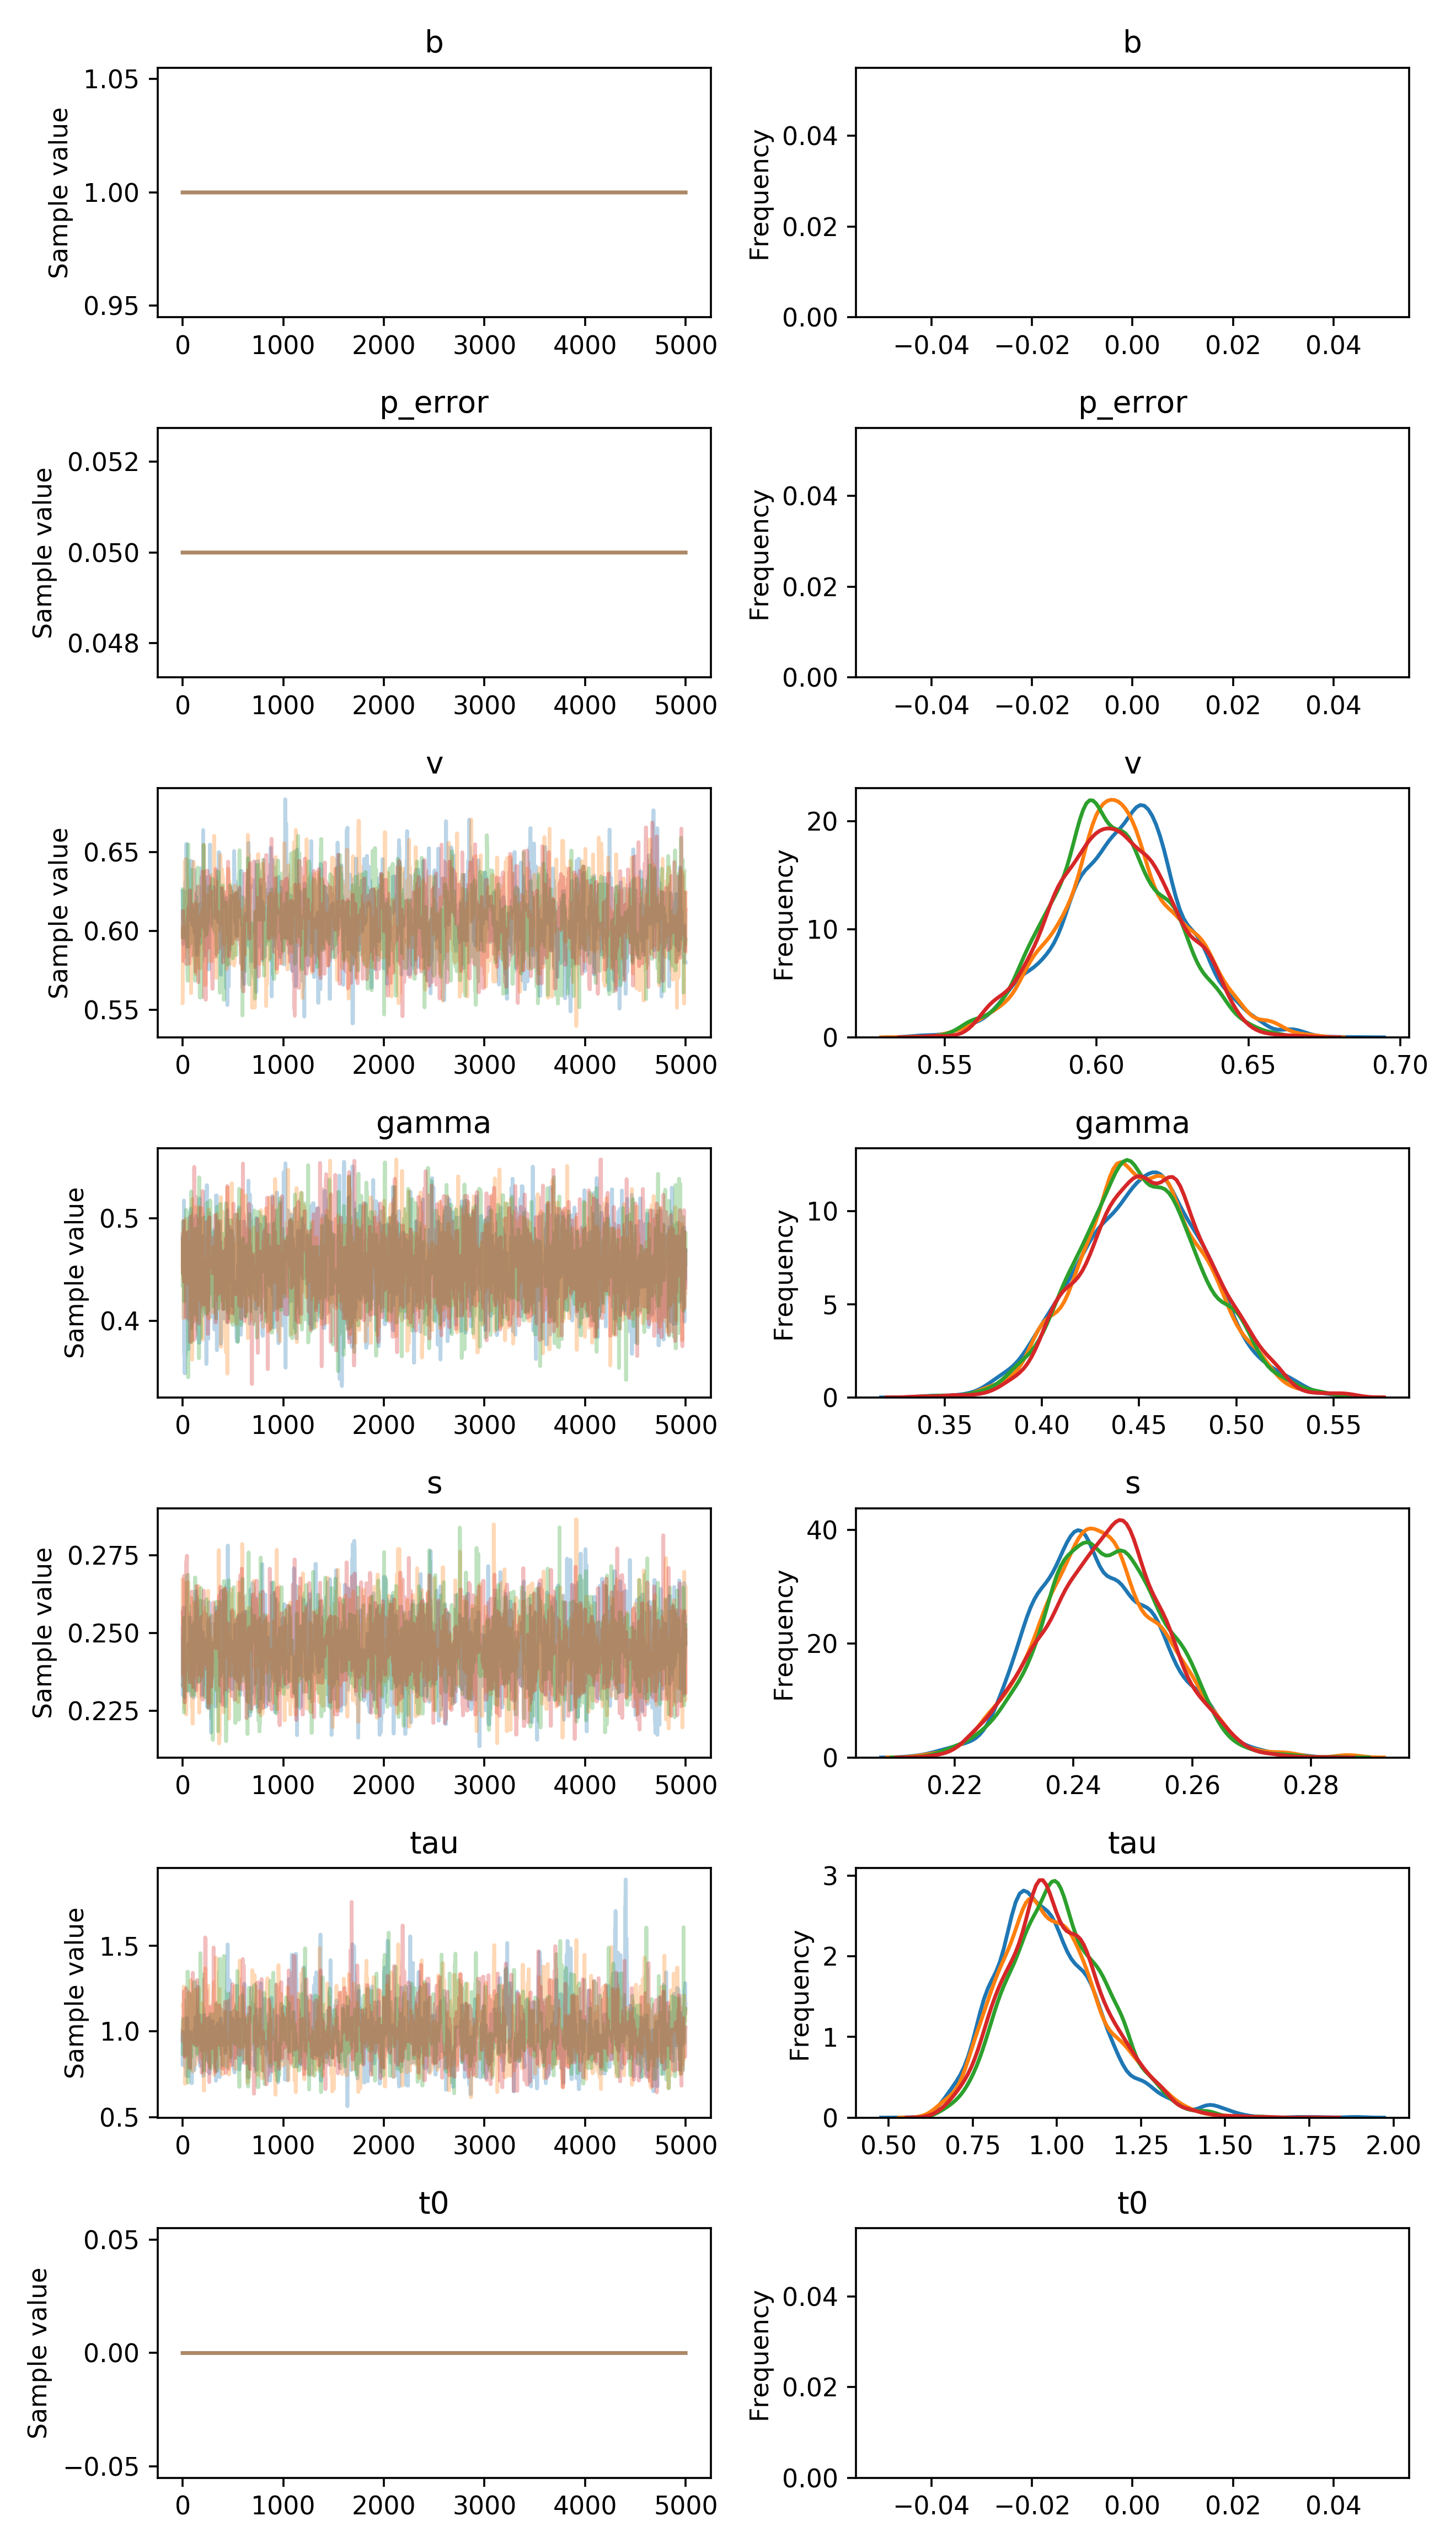 b
b
Sample value
1.05
1.00
0.95
0 1000 2000 3000 4000 5000
Frequency
0.04
0.02
0.00
−0.04 −0.02 0.00 0.02 0.04
p_error
p_error
Sample value
0.052
0.050
0.048
0 1000 2000 3000 4000 5000
Frequency
0.04
0.02
0.00
−0.04 −0.02 0.00 0.02 0.04
v
v
Sample value
0.65
0.60
0.55
0 1000 2000 3000 4000 5000
Frequency
20
10
0
0.55 0.60 0.65 0.70
gamma
gamma
Sample value
0.5
0.4
0 1000 2000 3000 4000 5000
Frequency
10
5
0
0.35 0.40 0.45 0.50 0.55
s
s
Sample value
0.275
0.250
0.225
0 1000 2000 3000 4000 5000
Frequency
40
20
0
0.22 0.24 0.26 0.28
tau
tau
Sample value
1.5
1.0
0.5
0 1000 2000 3000 4000 5000
Frequency
3
2
1
0
0.50 0.75 1.00 1.25 1.50 1.75 2.00
t0
t0
Sample value
0.05
0.00
−0.05
0 1000 2000 3000 4000 5000
Frequency
0.04
0.02
0.00
−0.04 −0.02 0.00 0.02 0.04